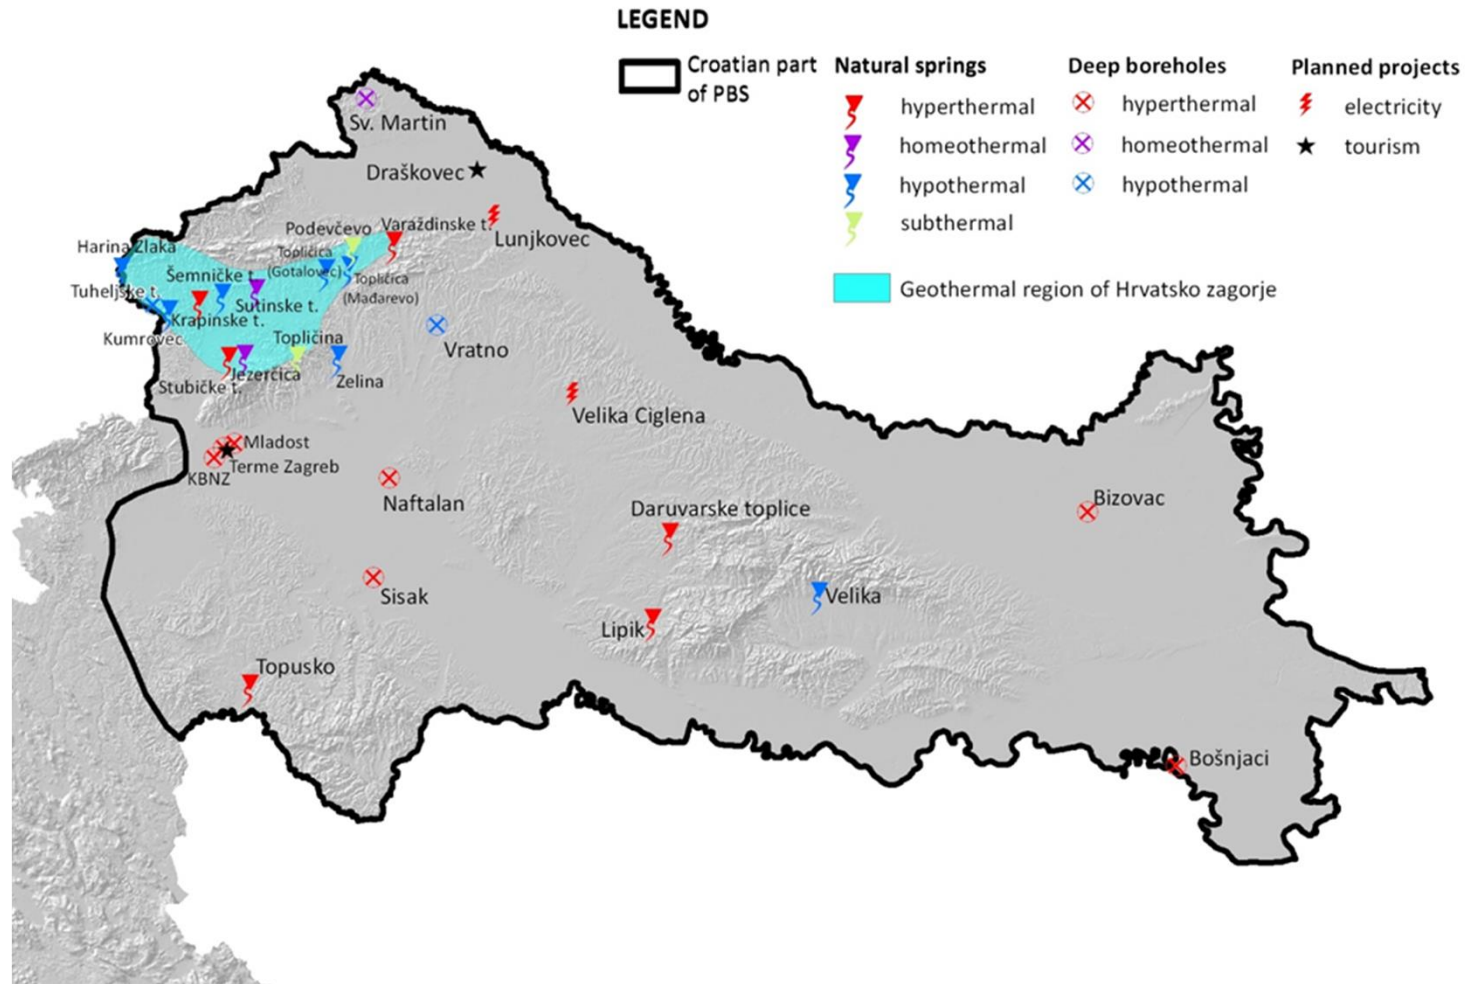 LEGEND
Croatian part
of PBS
Natural springs
hyperthermal
homeothermal
hypothermal
subthermal
Deep boreholes
hyperthermal
homeothermal
hypothermal
Planned projects
electricity
tourism
Geothermal region of Hrvatsko zagorje
Sv. Martin
Draškovec
Lunjkovec
Podevčevo
Varaždinske t.
Harina Zlaka
Topličica
(Gotalovec)
Šemničke t.
Topličica
(Mađarevo)
Tuheljske t.
Sutinske t.
Krapinske t.
Kumrovec
Topličina
Vratno
Jezerčica
Stubičke t.
Zelina
Velika Ciglena
Mladost
Terme Zagreb
KBNZ
Naftalan
Daruvarske toplice
Bizovac
Sisak
Velika
Lipik
Topusko
Bošnjaci